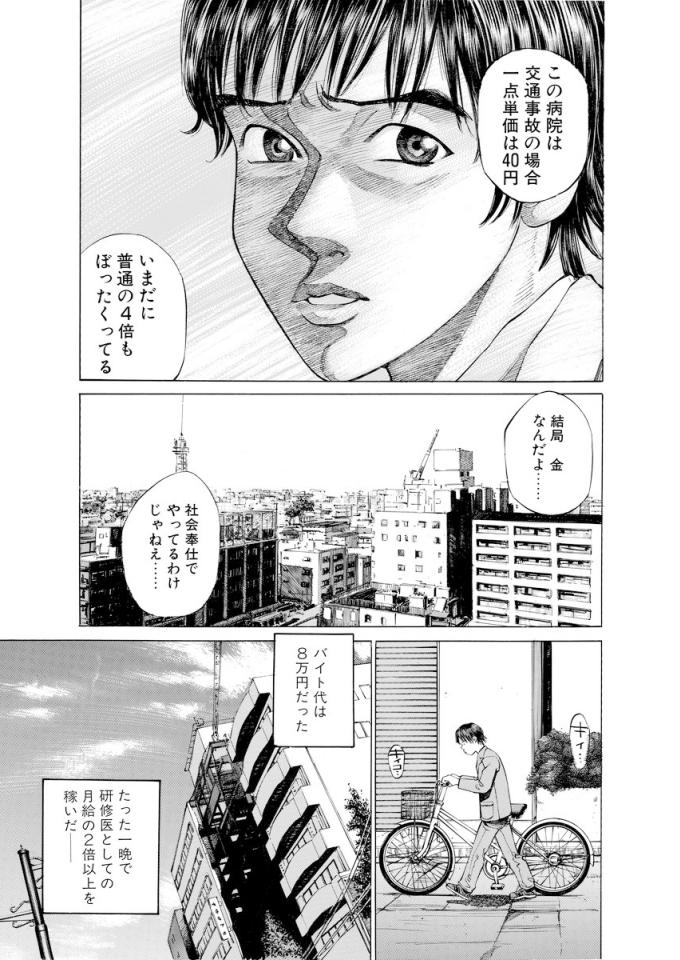 この病院は
交通事故の場合
一点単価は40円
いまだに
普通の4倍も
ぼったくってる
結局 金
なんだよ……
社会奉仕で
やってるわけ
じゃねえ……
キィ…
キィコ…
バイト代は
8万円だった
たった一晩で
研修医としての
月給の2倍以上を
稼いだ――